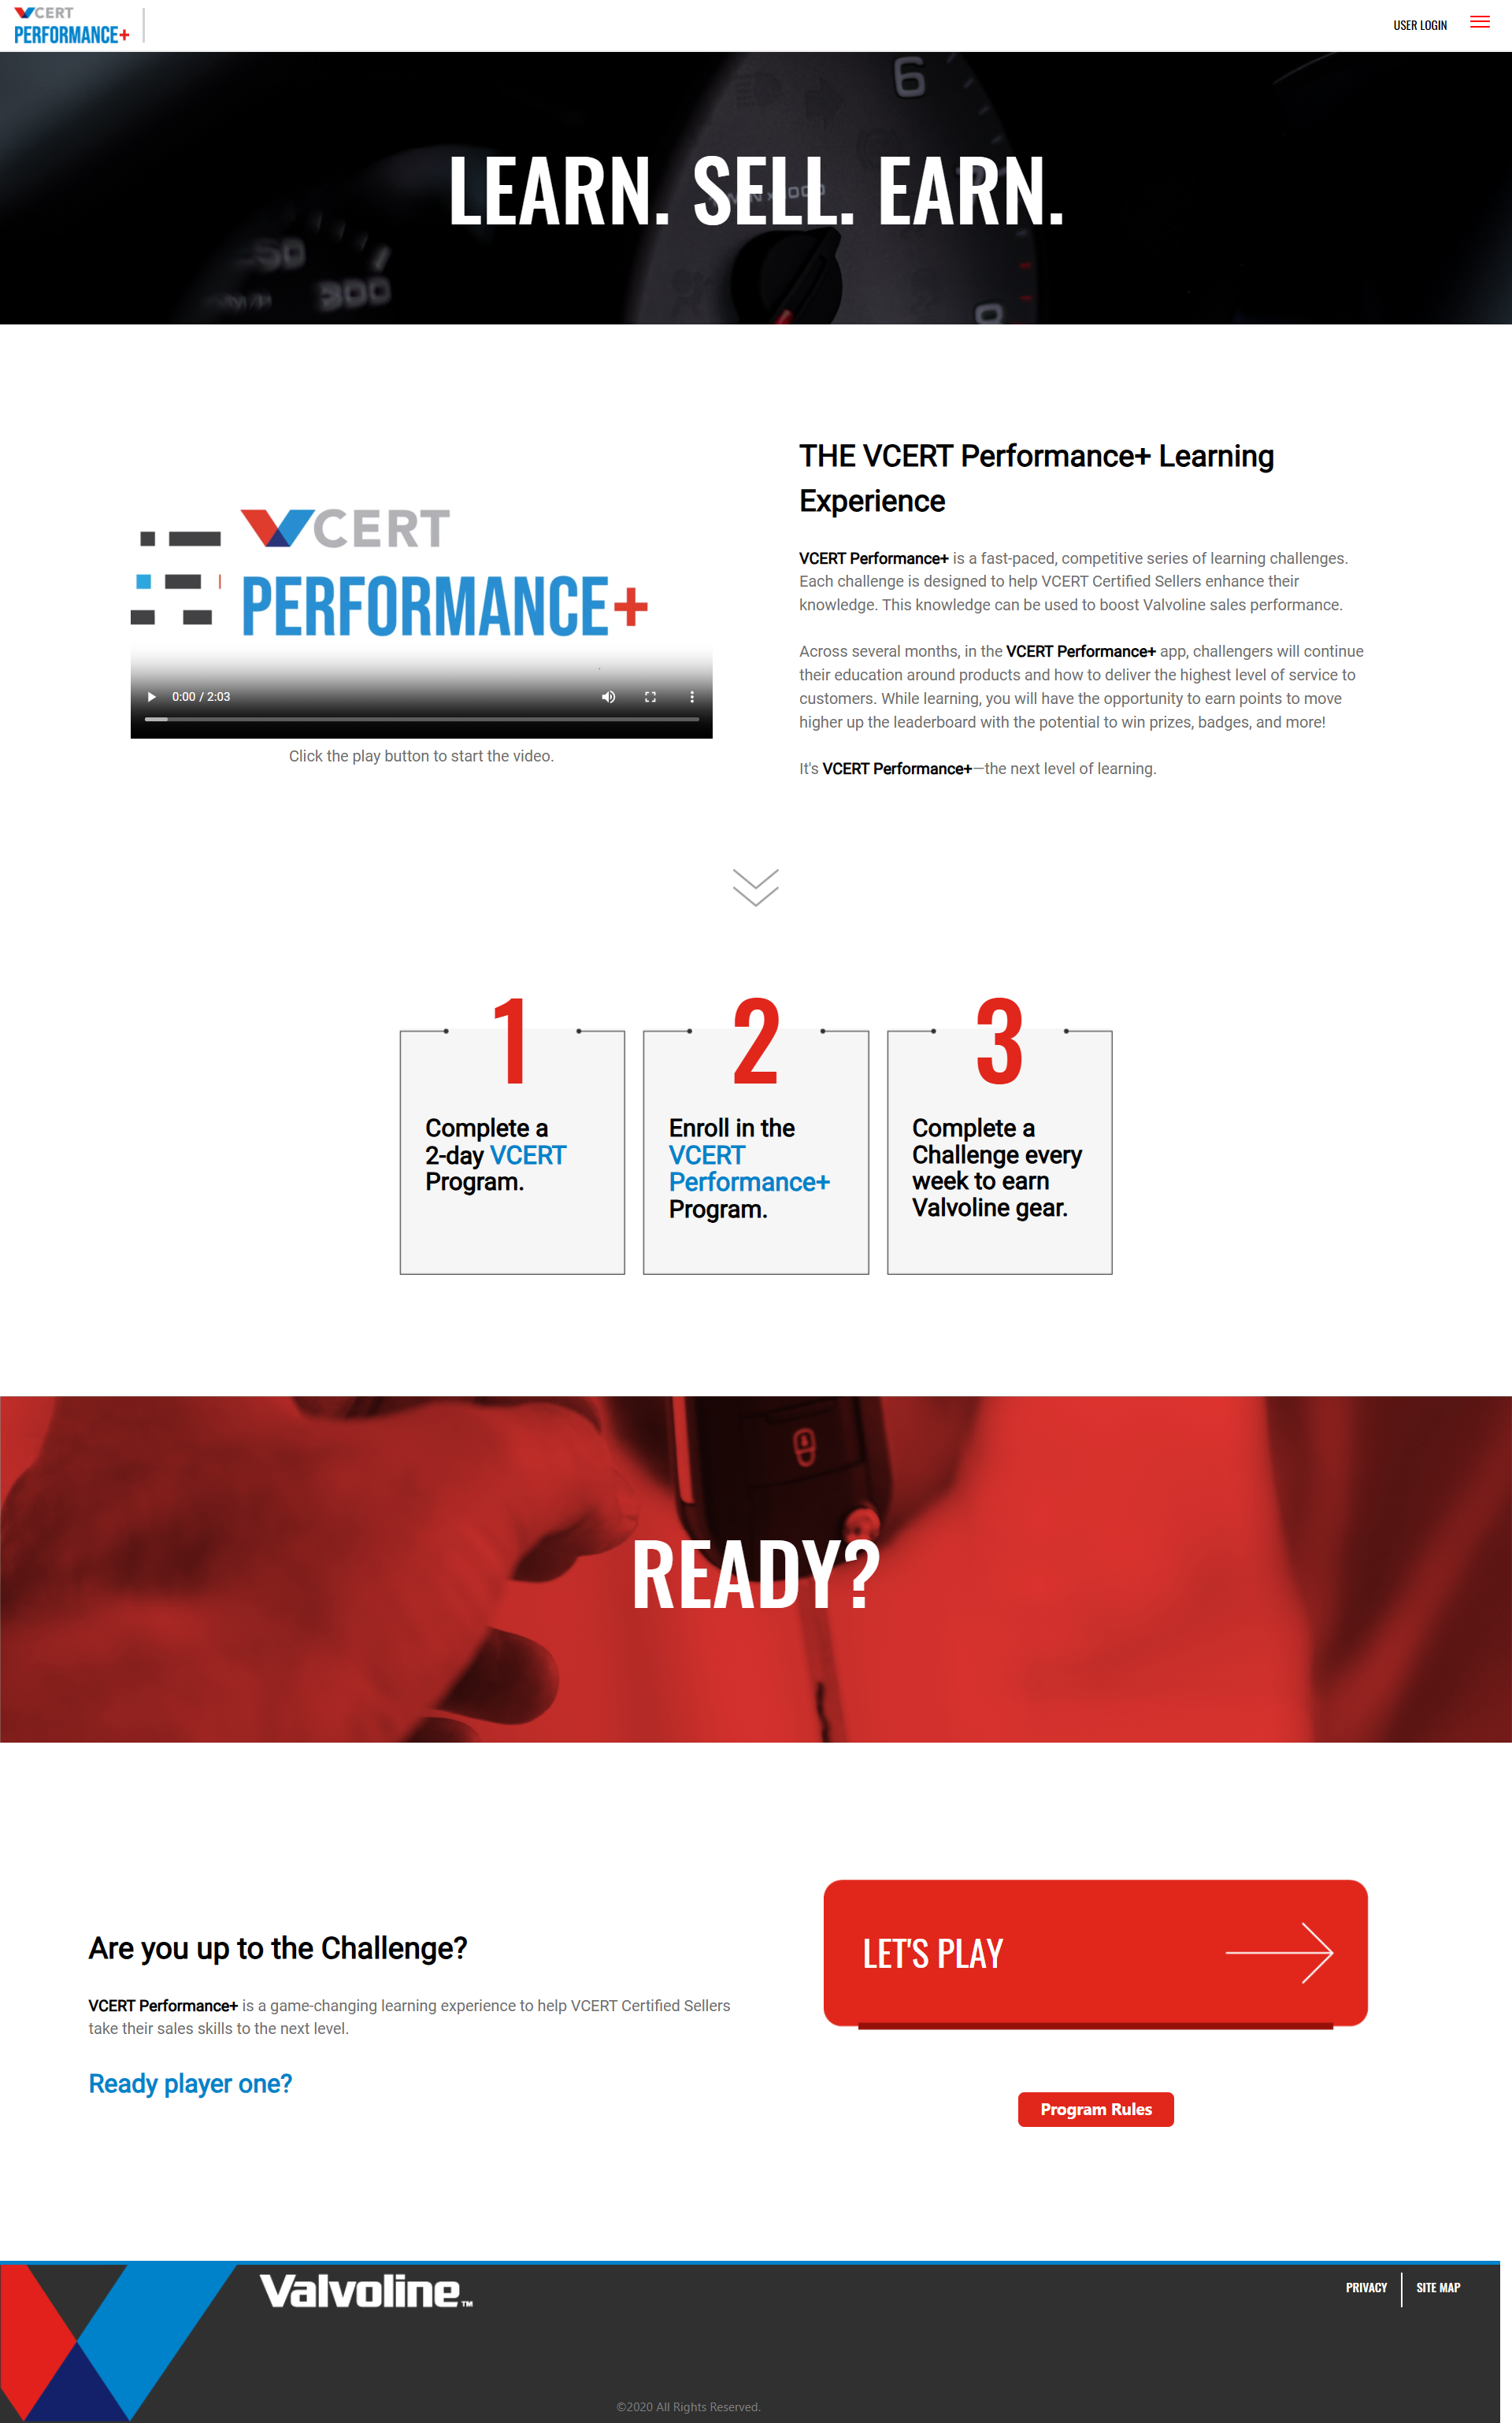 VCERT
PERFORMANCE+
USER LOGIN
6
LEARN. SELL. EARN.
300
THE VCERT Performance+ Learning
Experience
VCERT
PERFORMANCE+
VCERT Performance+ is a fast-paced, competitive series of learning challenges.
Each challenge is designed to help VCERT Certified Sellers enhance their
knowledge. This knowledge can be used to boost Valvoline sales performance.
Across several months, in the VCERT Performance+ app, challengers will continue
their education around products and how to deliver the highest level of service to
customers. While learning, you will have the opportunity to earn points to move
higher up the leaderboard with the potential to win prizes, badges, and more!
It's VCERT Performance+—the next level of learning.
0:00 / 2:03
Click the play button to start the video.
1
Complete a
2-day VCERT
Program.
2
Enroll in the
VCERT
Performance+
Program.
3
Complete a
Challenge every
week to earn
Valvoline gear.
READY?
Are you up to the Challenge?
VCERT Performance+ is a game-changing learning experience to help VCERT Certified Sellers
take their sales skills to the next level.
Ready player one?
LET'S PLAY
Program Rules
Valvoline™
PRIVACY
SITE MAP
©2020 All Rights Reserved.